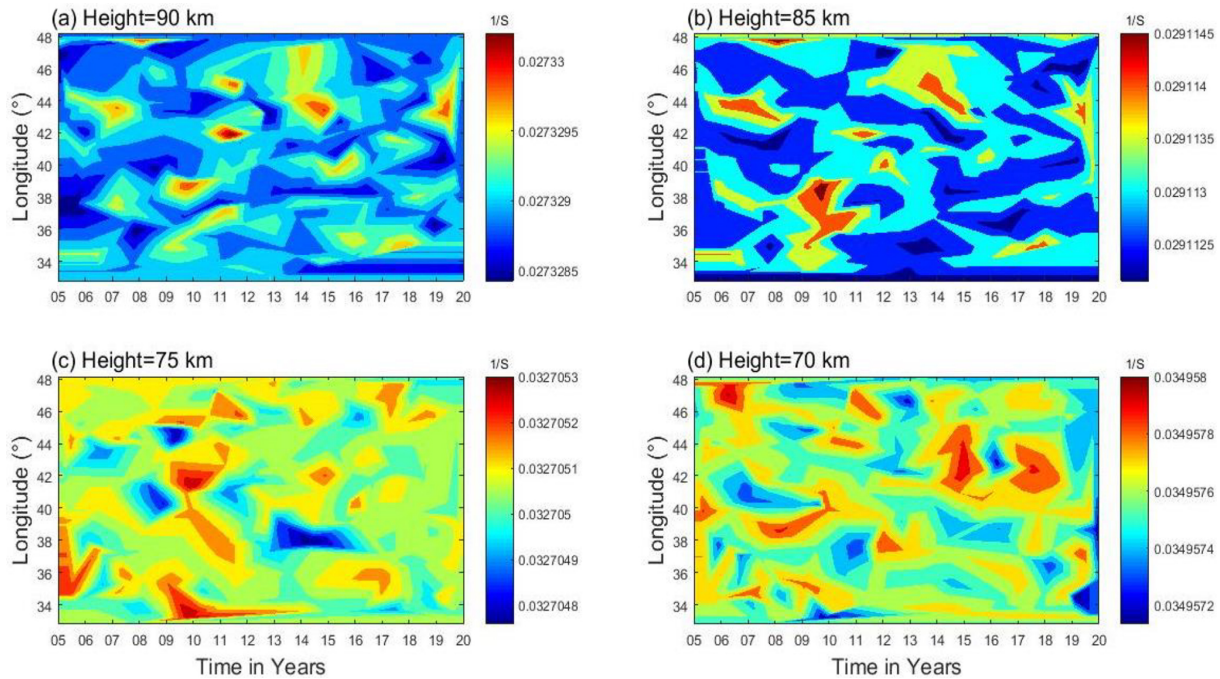 (a) Height=90 km
1/S
48
46
44
42
40
38
36
34
Longitude (°)
05 06 07 08 09 10 11 12 13 14 15 16 17 18 19 20
0.02733
0.0273295
0.027329
0.0273285
(b) Height=85 km
1/S
48
46
44
42
40
38
36
34
Longitude (°)
05 06 07 08 09 10 11 12 13 14 15 16 17 18 19 20
0.0291145
0.029114
0.0291135
0.029113
0.0291125
(c) Height=75 km
1/S
48
46
44
42
40
38
36
34
Longitude (°)
05 06 07 08 09 10 11 12 13 14 15 16 17 18 19 20
Time in Years
0.0327053
0.0327052
0.0327051
0.032705
0.0327049
0.0327048
(d) Height=70 km
1/S
48
46
44
42
40
38
36
34
Longitude (°)
05 06 07 08 09 10 11 12 13 14 15 16 17 18 19 20
Time in Years
0.034958
0.0349578
0.0349576
0.0349574
0.0349572